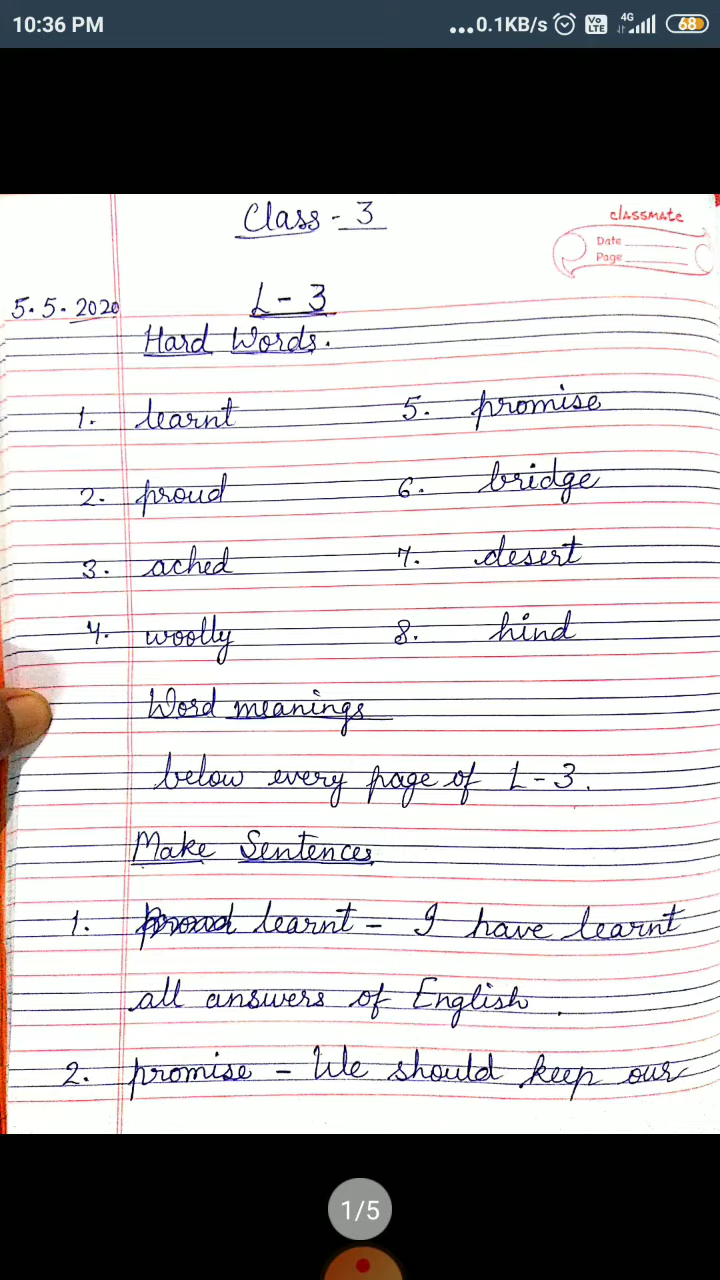 10:36 PM ...0.1KB/s Vo LTE 4G 68
Class - 3
classmate
Date
Page
5.5.2020 L - 3
Hard Words.
1. learnt 5. promise
2. proud 6. bridge
3. ached 7. desert
4. woolly 8. hind
Word meanings
below every page of L - 3.
Make Sentences
1. learnt - I have learnt
all answers of English.
2. promise - We should keep our
1/5